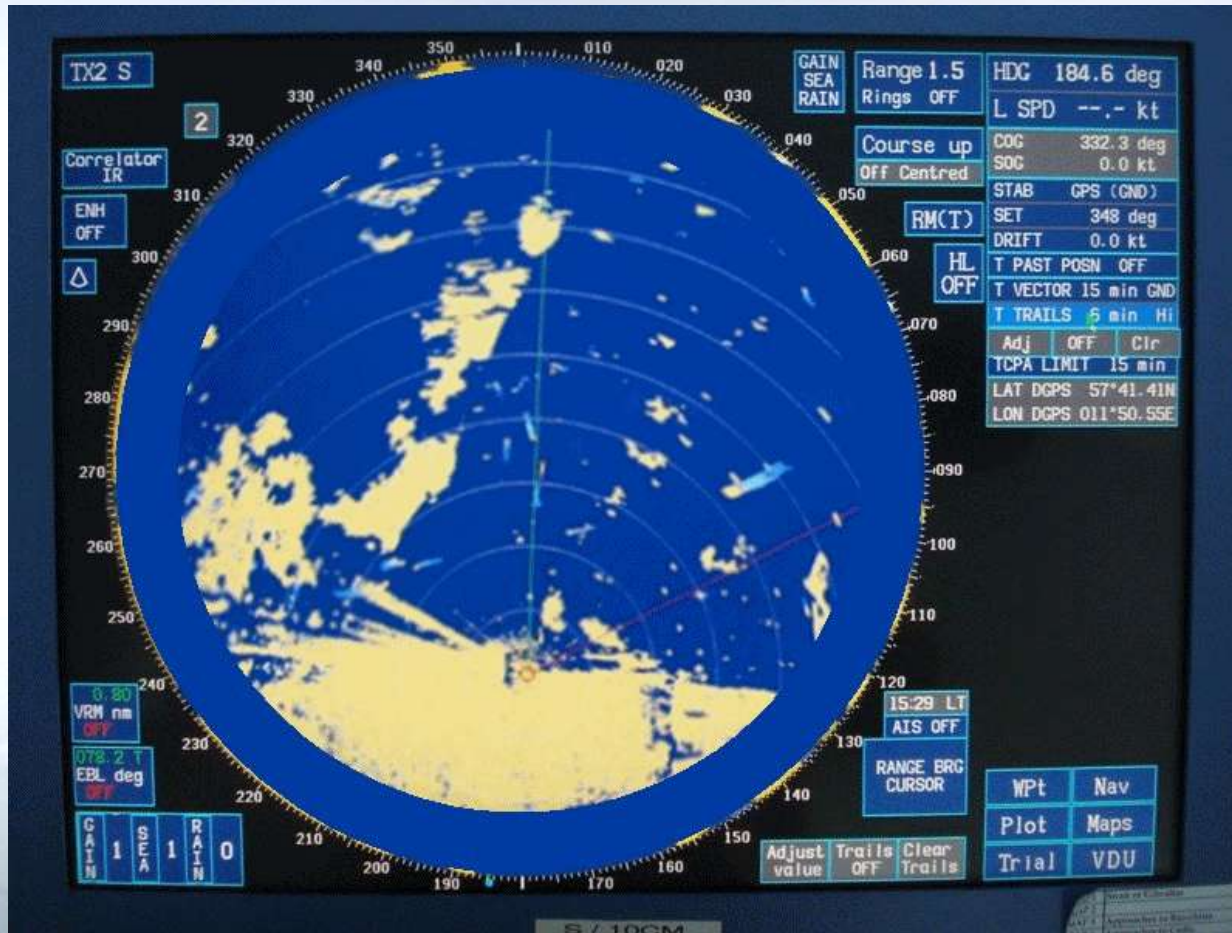 TX2 S
2
Correlator
IR
ENH
OFF
GAIN
SEA
RAIN
Range 1.5
Rings OFF
Course up
Off Centred
RM(T)
HL
OFF
HDG 184.6 deg
L SPD --.- kt
COG 332.3 deg
SOG 0.0 kt
STAB GPS (GND)
SET 348 deg
DRIFT 0.0 kt
T PAST POSN OFF
T VECTOR 15 min GND
T TRAILS 6 min Hi
Adj OFF Clr
TCPA LIMIT 15 min
LAT DGPS 57°41.41N
LON DGPS 011°50.55E
350
010
020
030
040
050
060
070
080
090
100
110
120
130
140
150
160
170
190
200
210
220
230
240
250
260
270
280
290
300
310
320
330
340
0.80
VRM nm
OFF
078.2 T
EBL deg
OFF
GAIN 1 SEA 1 RAIN 0
15:29 LT
AIS OFF
RANGE BRG
CURSOR
Adjust value
Trails OFF
Clear Trails
WPt Nav
Plot Maps
Trial VDU
S / 10CM